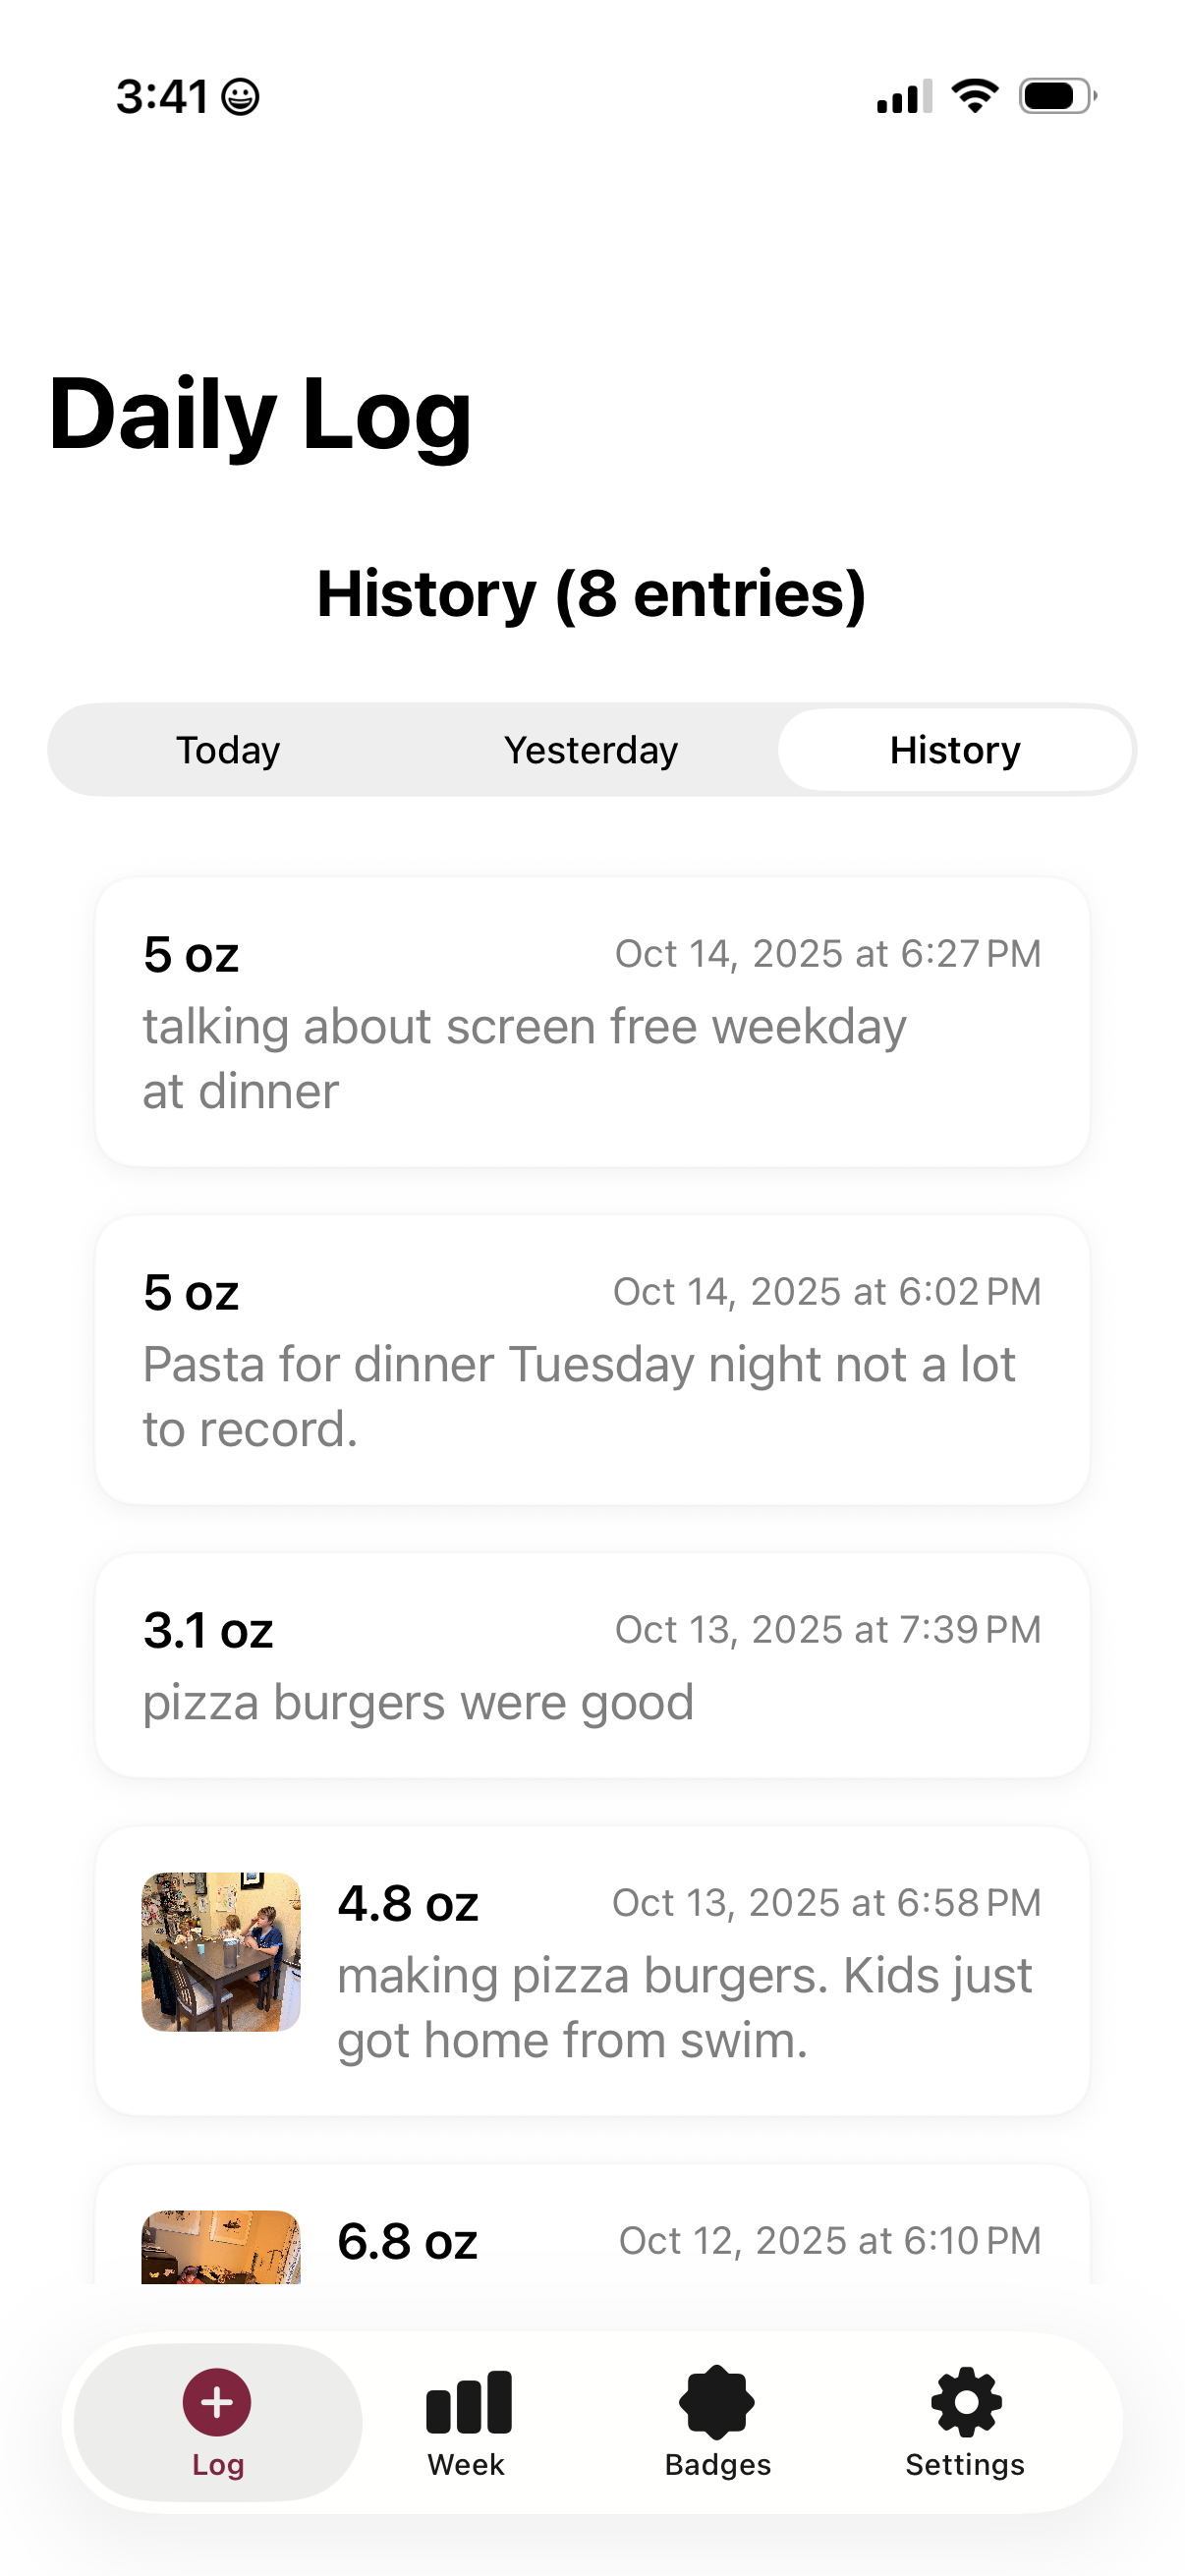 3:41
Daily Log
History (8 entries)
Today Yesterday History
5 oz Oct 14, 2025 at 6:27 PM
talking about screen free weekday
at dinner
5 oz Oct 14, 2025 at 6:02 PM
Pasta for dinner Tuesday night not a lot
to record.
3.1 oz Oct 13, 2025 at 7:39 PM
pizza burgers were good
4.8 oz Oct 13, 2025 at 6:58 PM
making pizza burgers. Kids just
got home from swim.
6.8 oz Oct 12, 2025 at 6:10 PM
Log Week Badges Settings